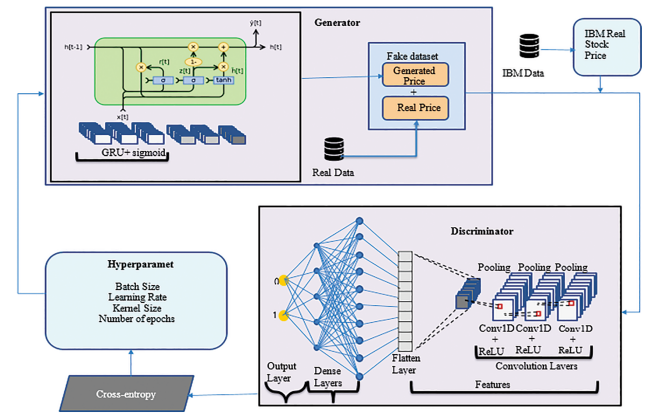 Generator
ŷ[t]
h[t-1]
h[t]
r[t]
z[t]
1-
h[t]
σ
σ
tanh
x[t]
GRU+ sigmoid
Fake dataset
Generated
Price
+
Real Price
Real Data
IBM Data
IBM Real
Stock
Price
Discriminator
Hyperparamet
Batch Size
Learning Rate
Kernel Size
Number of epochs
0
1
Pooling
Pooling
Pooling
Conv1D
+
ReLU
Conv1D
+
ReLU
Conv1D
+
ReLU
Flatten
Layer
Convolution Layers
Output
Layer
Dense
Layers
Features
Cross-entropy